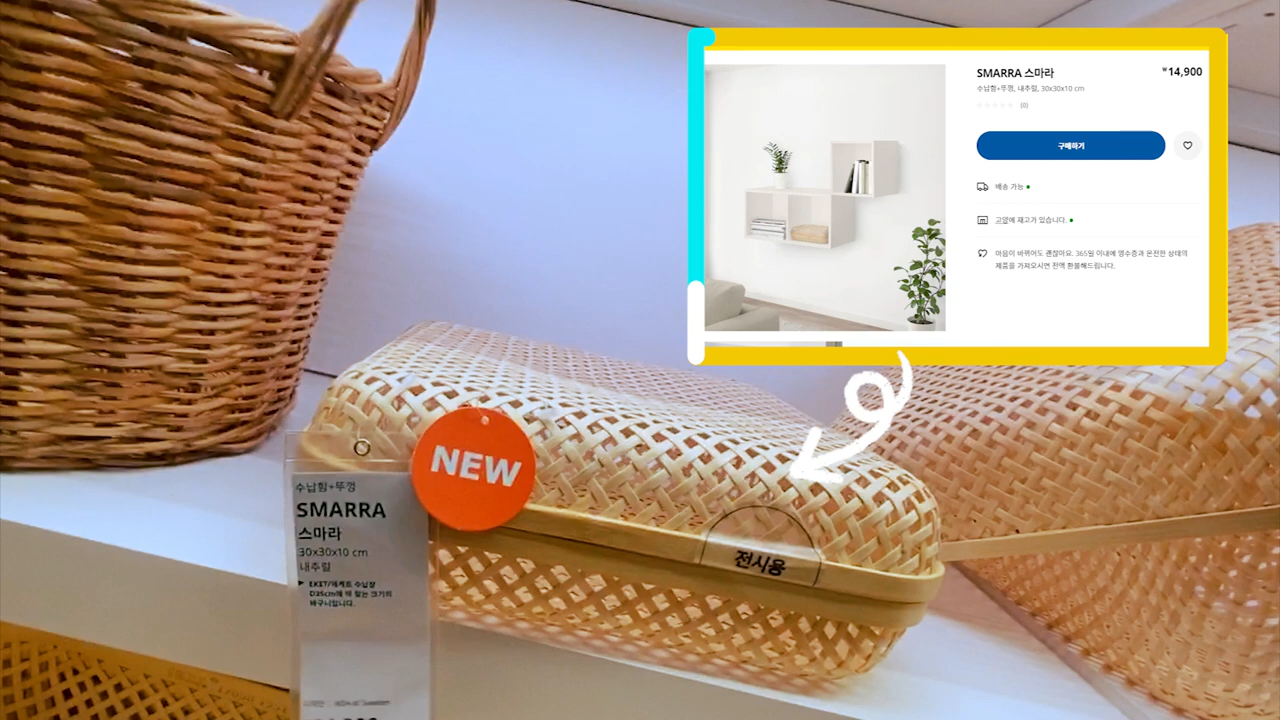 SMARRA 스마라
₩14,900
수납함+뚜껑, 내추럴, 30x30x10 cm
(0)
구매하기
배송 가능
고양에 재고가 있습니다.
마음이 바뀌어도 괜찮아요. 365일 이내에 영수증과 온전한 상태의
제품을 가져오시면 전액 환불해드립니다.
NEW
수납함+뚜껑
SMARRA
스마라
30x30x10 cm
내추럴
EKET/에케트 수납장
D35cm에 딱 맞는 크기의
바구니입니다.
전시용